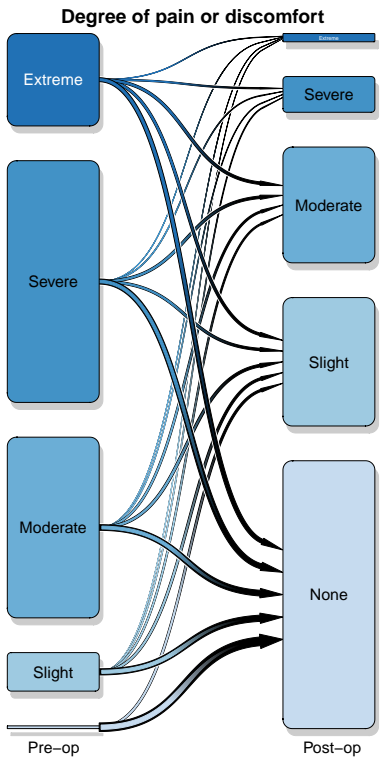 Degree of pain or discomfort
Extreme
Extreme
Severe
Severe
Moderate
Moderate
Slight
Slight
None
Pre−op
Post−op